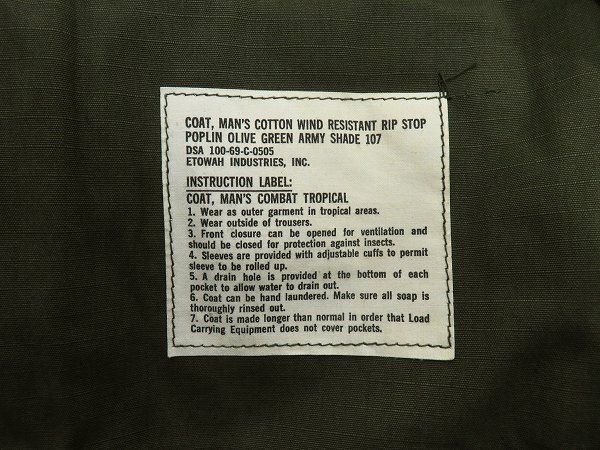 COAT, MAN'S COTTON WIND RESISTANT RIP STOP
POPLIN OLIVE GREEN ARMY SHADE 107
DSA 100-69-C-0505
ETOWAH INDUSTRIES, INC.
INSTRUCTION LABEL:
COAT, MAN'S COMBAT TROPICAL
1. Wear as outer garment in tropical areas.
2. Wear outside of trousers.
3. Front closure can be opened for ventilation and
should be closed for protection against insects.
4. Sleeves are provided with adjustable cuffs to permit
sleeve to be rolled up.
5. A drain hole is provided at the bottom of each
pocket to allow water to drain out.
6. Coat can be hand laundered. Make sure all soap is
thoroughly rinsed out.
7. Coat is made longer than normal in order that Load
Carrying Equipment does not cover pockets.